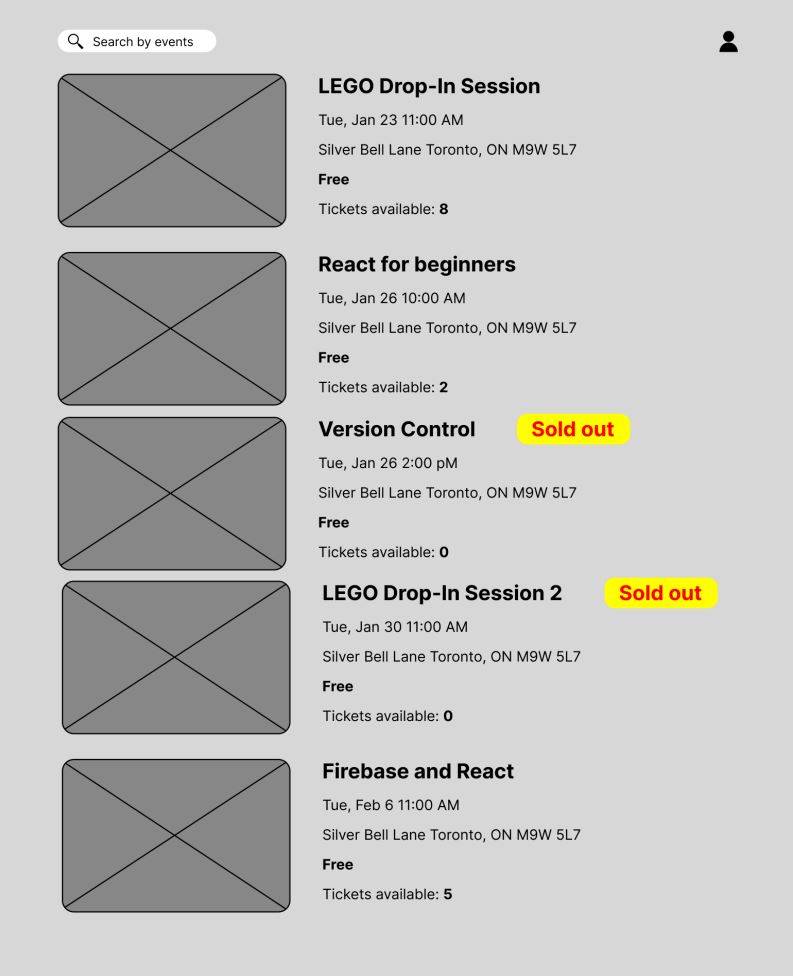 Search by events
LEGO Drop-In Session
Tue, Jan 23 11:00 AM
Silver Bell Lane Toronto, ON M9W 5L7
Free
Tickets available: 8
React for beginners
Tue, Jan 26 10:00 AM
Silver Bell Lane Toronto, ON M9W 5L7
Free
Tickets available: 2
Version Control Sold out
Tue, Jan 26 2:00 pM
Silver Bell Lane Toronto, ON M9W 5L7
Free
Tickets available: 0
LEGO Drop-In Session 2 Sold out
Tue, Jan 30 11:00 AM
Silver Bell Lane Toronto, ON M9W 5L7
Free
Tickets available: 0
Firebase and React
Tue, Feb 6 11:00 AM
Silver Bell Lane Toronto, ON M9W 5L7
Free
Tickets available: 5